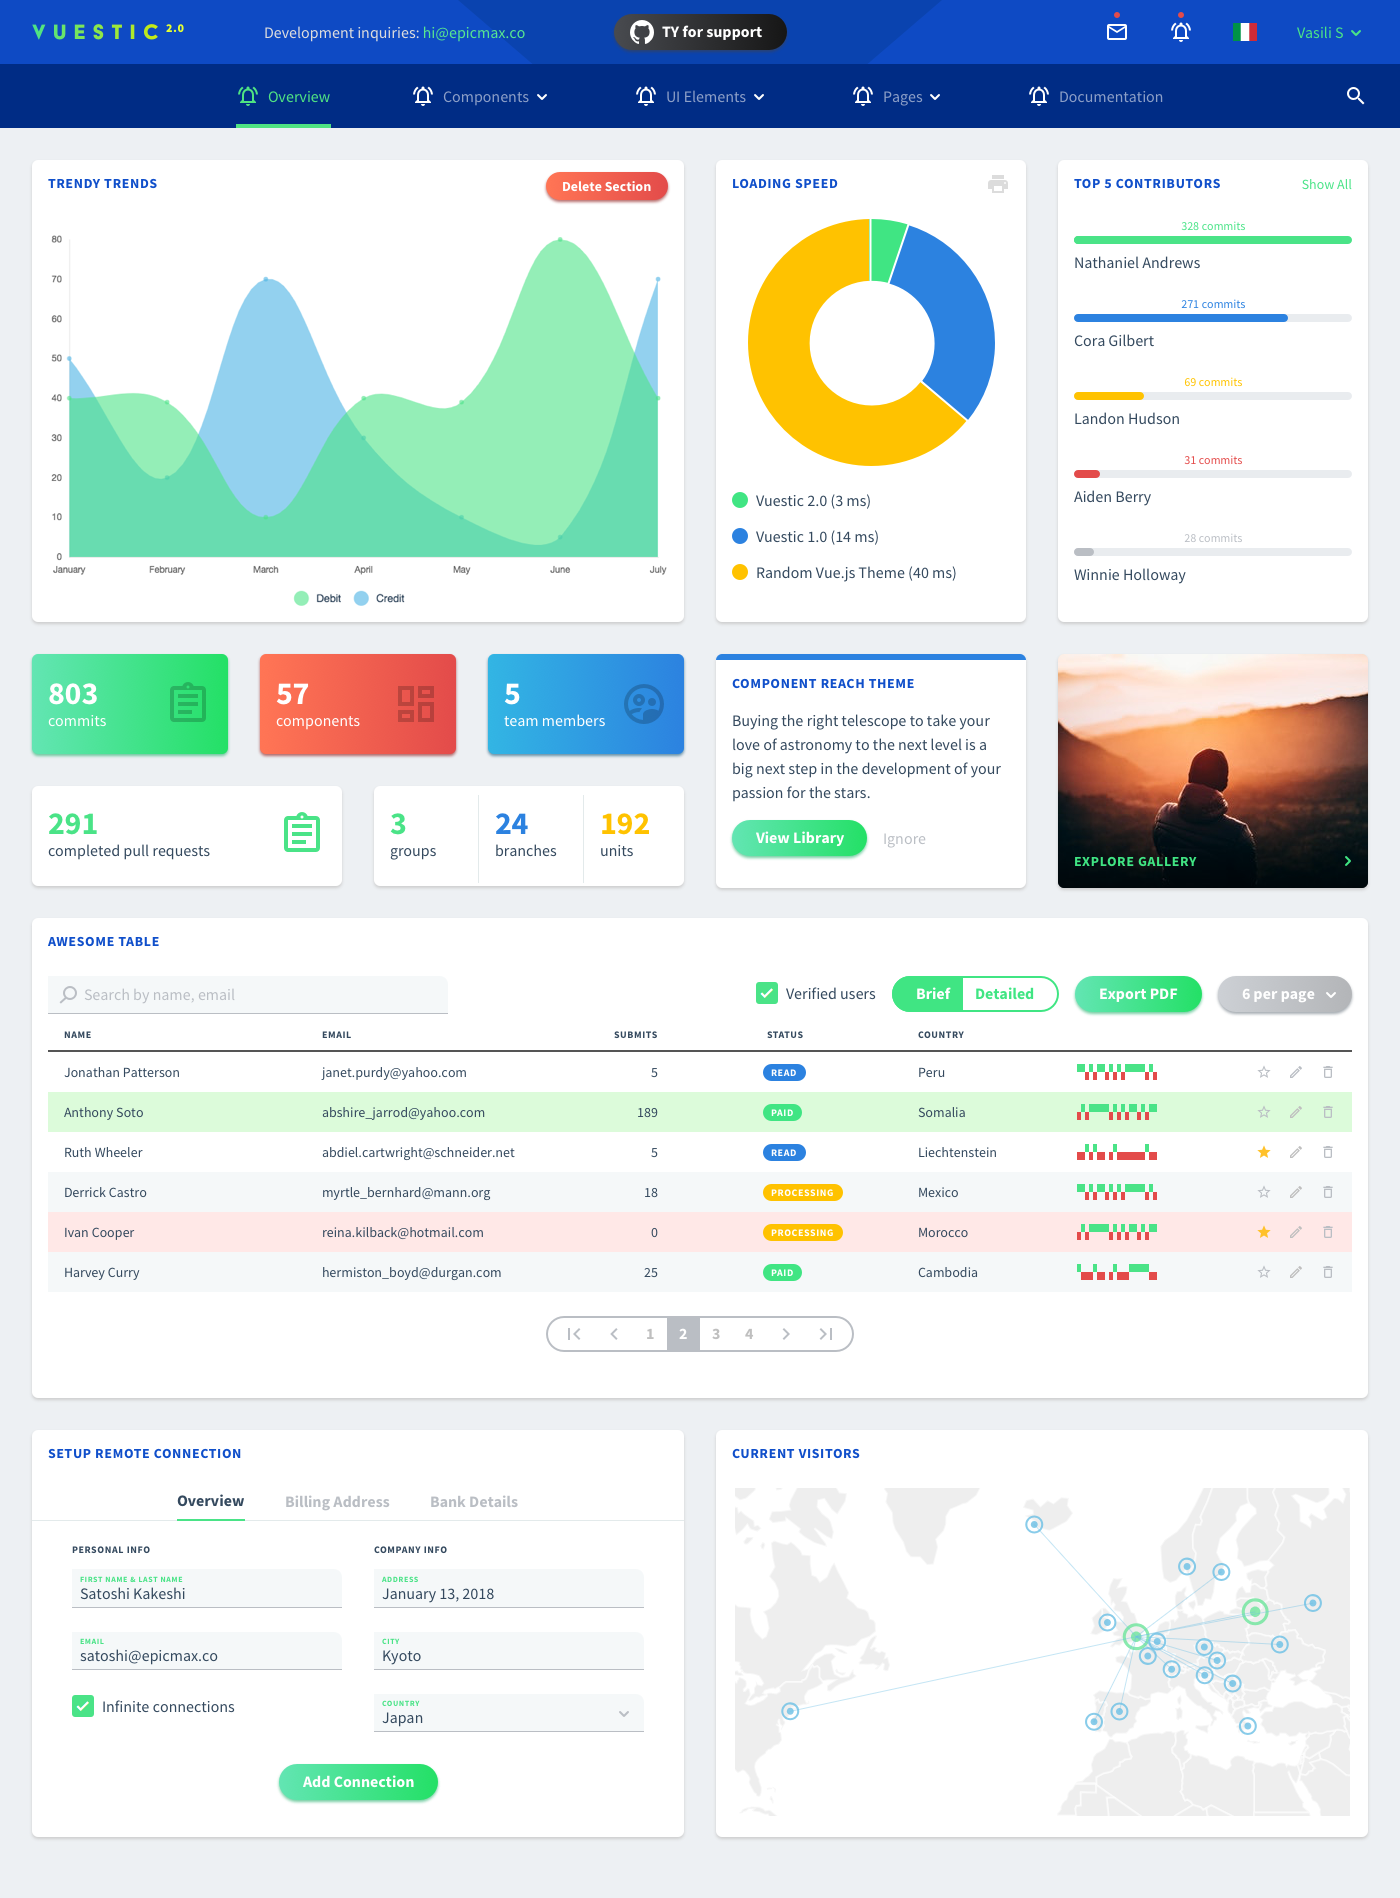 VUESTIC 2.0
Development inquiries: hi@epicmax.co
TY for support
Vasili S
Overview
Components
UI Elements
Pages
Documentation
TRENDY TRENDS
Delete Section
80
70
60
50
40
30
20
10
0
January February March April May June July
Debit Credit
LOADING SPEED
Vuestic 2.0 (3 ms)
Vuestic 1.0 (14 ms)
Random Vue.js Theme (40 ms)
TOP 5 CONTRIBUTORS
Show All
328 commits
Nathaniel Andrews
271 commits
Cora Gilbert
69 commits
Landon Hudson
31 commits
Aiden Berry
28 commits
Winnie Holloway
803
commits
57
components
5
team members
291
completed pull requests
3
groups
24
branches
192
units
COMPONENT REACH THEME
Buying the right telescope to take your
love of astronomy to the next level is a
big next step in the development of your
passion for the stars.
View Library
Ignore
EXPLORE GALLERY
AWESOME TABLE
Search by name, email
Verified users
Brief Detailed
Export PDF
6 per page
NAME EMAIL SUBMITS STATUS COUNTRY
Jonathan Patterson janet.purdy@yahoo.com 5 READ Peru
Anthony Soto abshire_jarrod@yahoo.com 189 PAID Somalia
Ruth Wheeler abdiel.cartwright@schneider.net 5 READ Liechtenstein
Derrick Castro myrtle_bernhard@mann.org 18 PROCESSING Mexico
Ivan Cooper reina.kilback@hotmail.com 0 PROCESSING Morocco
Harvey Curry hermiston_boyd@durgan.com 25 PAID Cambodia
1 2 3 4
SETUP REMOTE CONNECTION
Overview Billing Address Bank Details
PERSONAL INFO
FIRST NAME & LAST NAME
Satoshi Kakeshi
EMAIL
satoshi@epicmax.co
Infinite connections
COMPANY INFO
ADDRESS
January 13, 2018
CITY
Kyoto
COUNTRY
Japan
Add Connection
CURRENT VISITORS